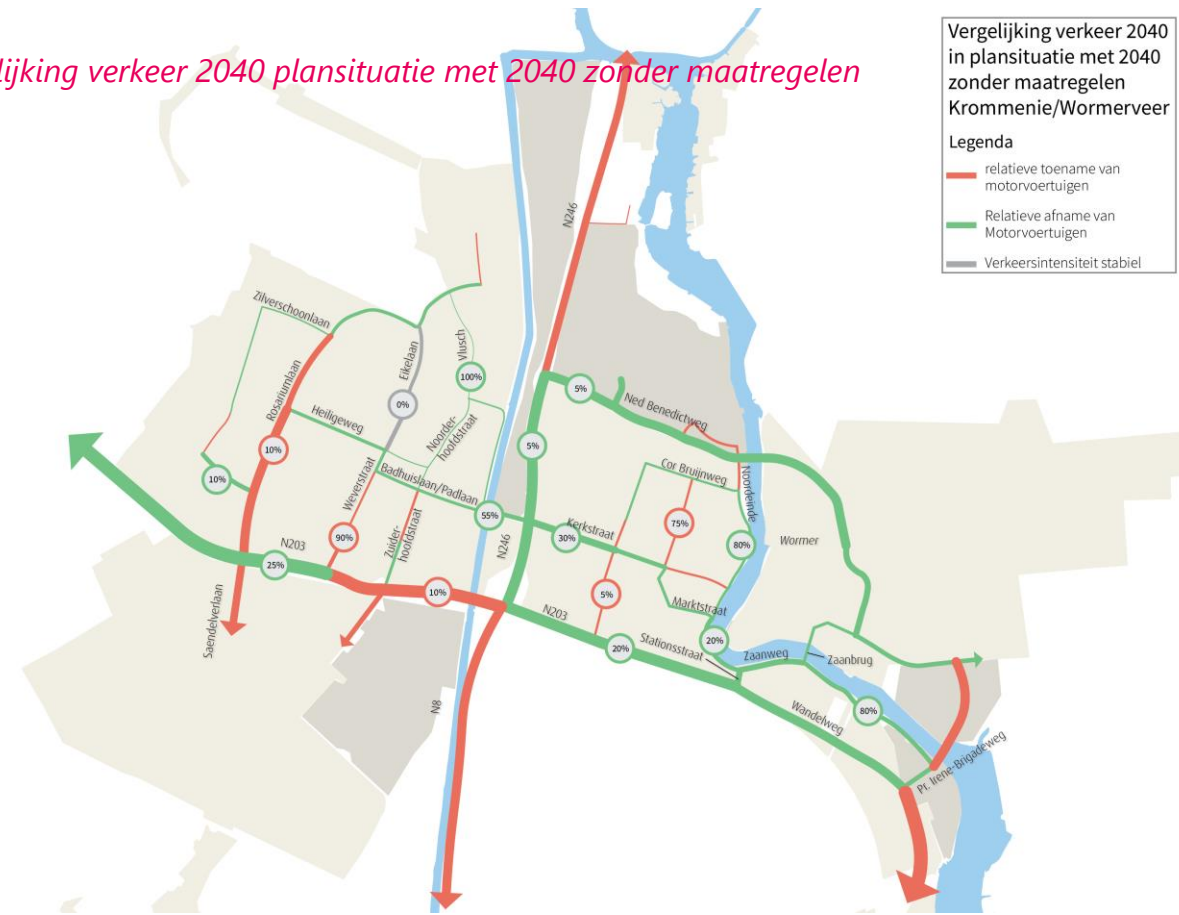 lijking verkeer 2040 plansituatie met 2040 zonder maatregelen
Vergelijking verkeer 2040
in plansituatie met 2040
zonder maatregelen
Krommenie/Wormerveer
Legenda
relatieve toename van
motorvoertuigen
Relatieve afname van
Motorvoertuigen
Verkeersintensiteit stabiel
N246
Zilverschoonlaan
Rosariumlaan
Eikelaan
Vlusch
100%
0%
5%
Ned Benedictweg
Heiligeweg
Noorder-
hoofdstraat
10%
5%
10%
Weverstraat
Badhuislaan/Padlaan
Cor Bruijnweg
Noordeinde
55%
75%
Kerkstraat
30%
90%
Zuider-
hoofdstraat
N246
80%
Wormer
N203
25%
10%
5%
Marktstraat
Saendelverlaan
N203
20%
Stationsstraat
20%
Zaanweg
Zaanbrug
N8
Wandelweg
80%
Pr. Irene-Brigadeweg